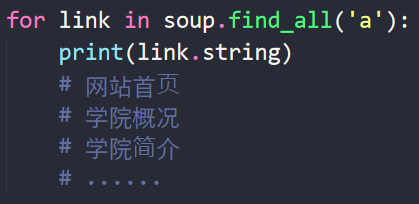 for link in soup.find_all('a'):
    print(link.string)
    # 网站首页
    # 学院概况
    # 学院简介
    # ......